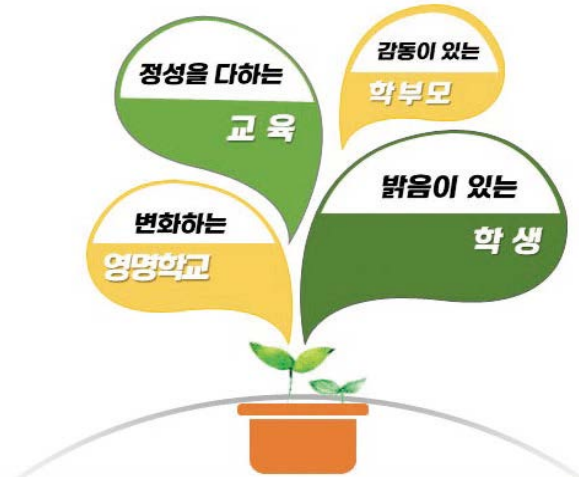 정성을 다하는
교 육
감동이 있는
학부모
밝음이 있는
학 생
변화하는
영명학교